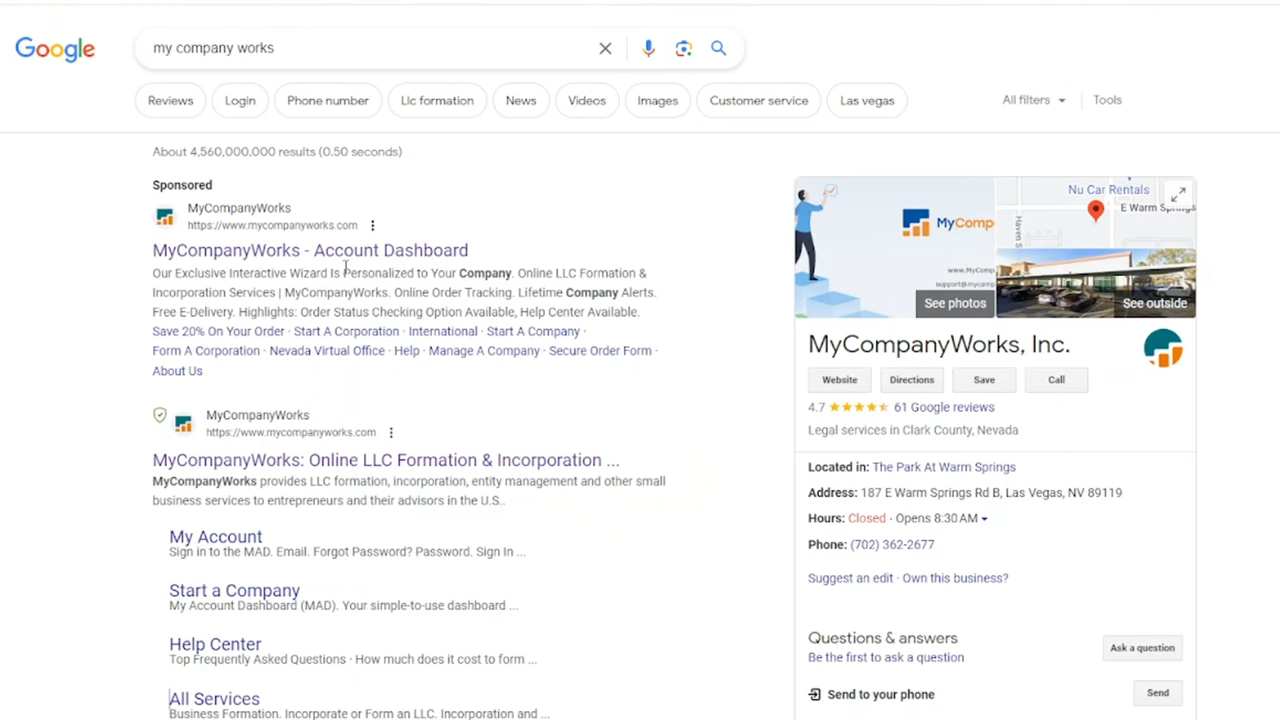 Google
my company works
Reviews
Login
Phone number
Llc formation
News
Videos
Images
Customer service
Las vegas
All filters
Tools
About 4,560,000,000 results (0.50 seconds)
Sponsored
MyCompanyWorks
https://www.mycompanyworks.com
MyCompanyWorks - Account Dashboard
Our Exclusive Interactive Wizard Is Personalized to Your Company. Online LLC Formation &
Incorporation Services | MyCompanyWorks. Online Order Tracking. Lifetime Company Alerts.
Free E-Delivery. Highlights: Order Status Checking Option Available, Help Center Available.
Save 20% On Your Order · Start A Corporation · International · Start A Company ·
Form A Corporation · Nevada Virtual Office · Help · Manage A Company · Secure Order Form ·
About Us
MyCompanyWorks
https://www.mycompanyworks.com
MyCompanyWorks: Online LLC Formation & Incorporation ...
MyCompanyWorks provides LLC formation, incorporation, entity management and other small
business services to entrepreneurs and their advisors in the U.S..
My Account
Sign in to the MAD. Email. Forgot Password? Password. Sign In ...
Start a Company
My Account Dashboard (MAD). Your simple-to-use dashboard ...
Help Center
Top Frequently Asked Questions · How much does it cost to form ...
All Services
Business Formation. Incorporate or Form an LLC. Incorporation and ...
Nu Car Rentals
E Warm Springs
Haven S
MyComp
www.MyComp
support@mycomp
See photos
See outside
MyCompanyWorks, Inc.
Website
Directions
Save
Call
4.7
61 Google reviews
Legal services in Clark County, Nevada
Located in: The Park At Warm Springs
Address: 187 E Warm Springs Rd B, Las Vegas, NV 89119
Hours: Closed · Opens 8:30 AM
Phone: (702) 362-2677
Suggest an edit · Own this business?
Questions & answers
Be the first to ask a question
Ask a question
Send to your phone
Send